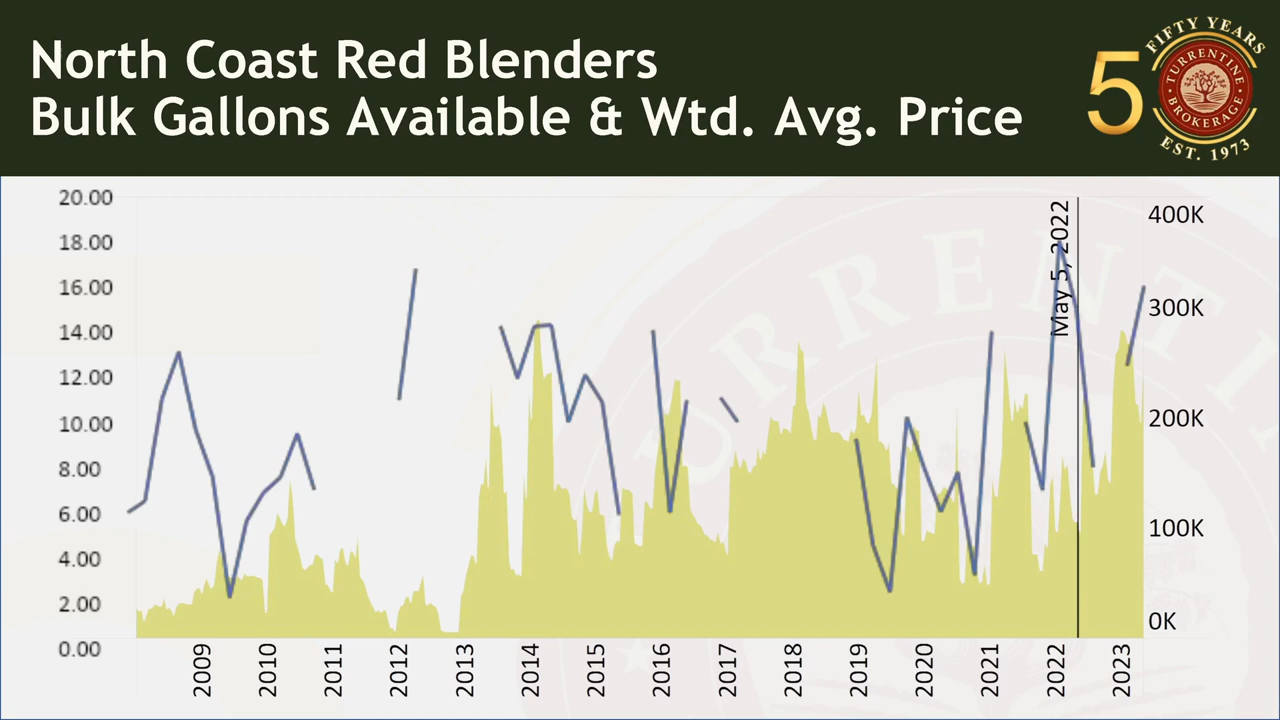 North Coast Red Blenders
Bulk Gallons Available & Wtd. Avg. Price
50
FIFTY YEARS
TURRENTINE
BROKERAGE
EST. 1973
20.00
18.00
16.00
14.00
12.00
10.00
8.00
6.00
4.00
2.00
0.00
May 5, 2022
400K
300K
200K
100K
0K
2009
2010
2011
2012
2013
2014
2015
2016
2017
2018
2019
2020
2021
2022
2023
URRENTI